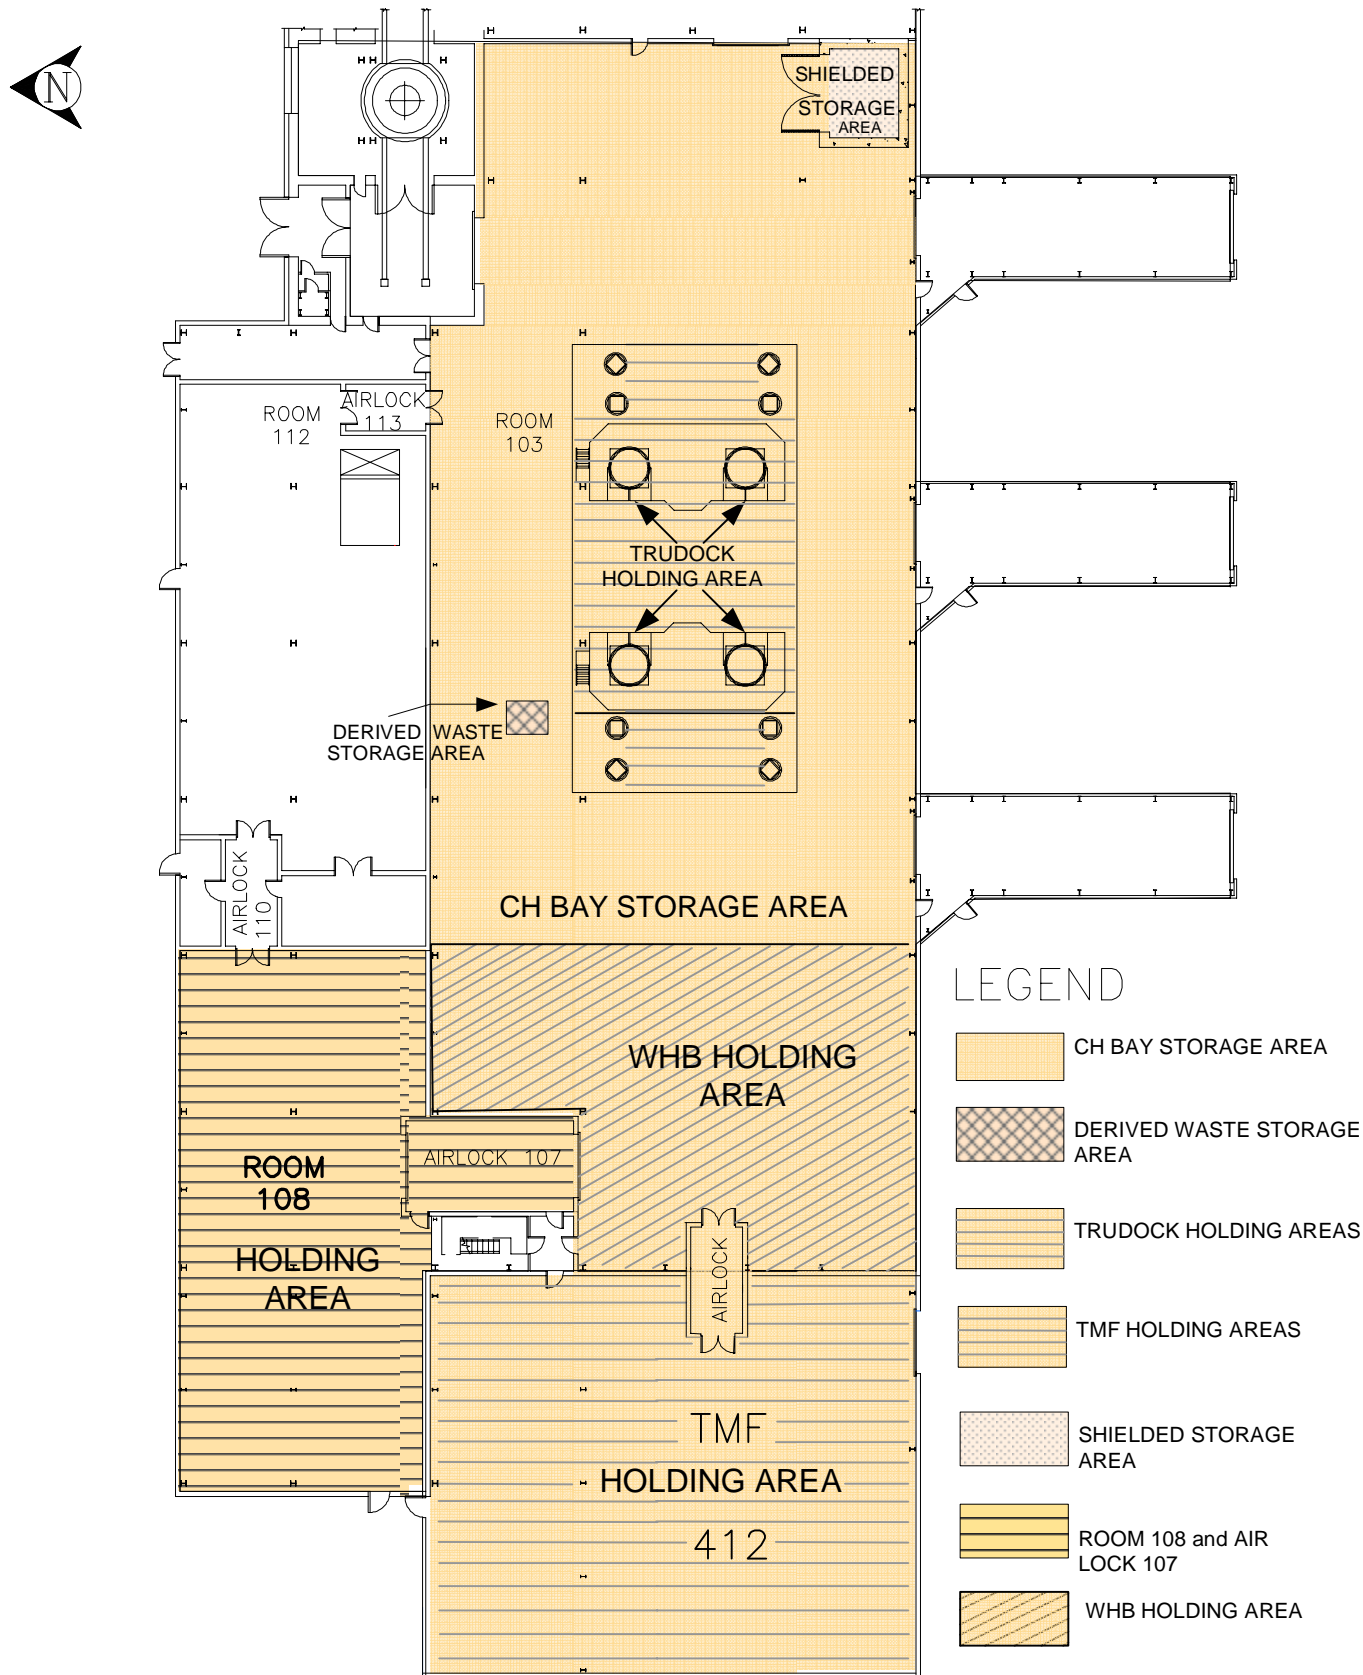 N
SHIELDED
STORAGE
AREA
ROOM
112
AIRLOCK
113
ROOM
103
TRUDOCK
HOLDING AREA
DERIVED WASTE
STORAGE AREA
AIRLOCK
110
CH BAY STORAGE AREA
WHB HOLDING
AREA
AIRLOCK 107
ROOM
108
HOLDING
AREA
AIRLOCK
TMF
HOLDING AREA
412
LEGEND
CH BAY STORAGE AREA
DERIVED WASTE STORAGE
AREA
TRUDOCK HOLDING AREAS
TMF HOLDING AREAS
SHIELDED STORAGE
AREA
ROOM 108 and AIR
LOCK 107
WHB HOLDING AREA